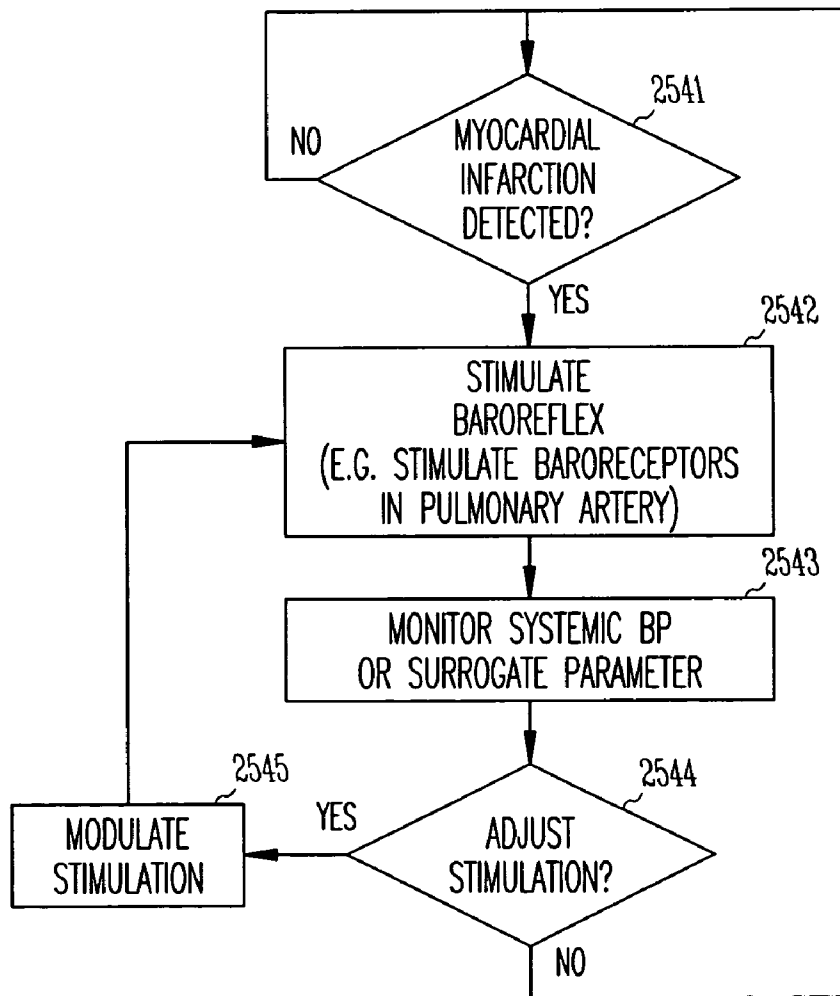 2541
NO
MYOCARDIAL
INFARCTION
DETECTED?
YES
2542
STIMULATE
BAROREFLEX
(E.G. STIMULATE BARORECEPTORS
IN PULMONARY ARTERY)
2543
MONITOR SYSTEMIC BP
OR SURROGATE PARAMETER
2544
2545
YES
MODULATE
STIMULATION
ADJUST
STIMULATION?
NO